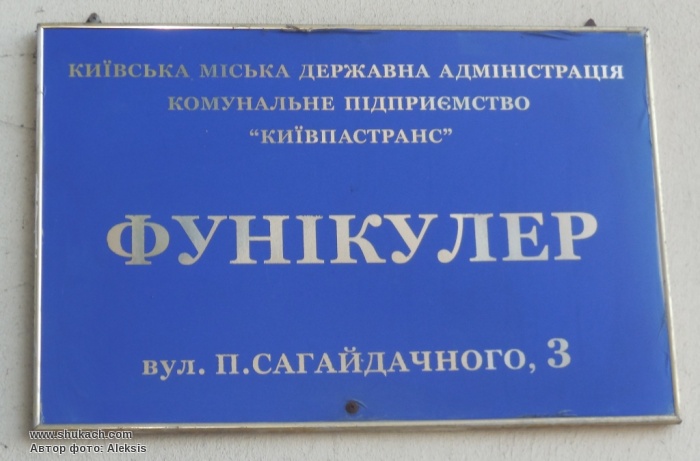 КИЇВСЬКА МІСЬКА ДЕРЖАВНА АДМІНІСТРАЦІЯ
КОМУНАЛЬНЕ ПІДПРИЄМСТВО
“КИЇВПАСТРАНС”
ФУНІКУЛЕР
вул. П.САГАЙДАЧНОГО, 3
www.shukach.com
Автор фото: Aleksis